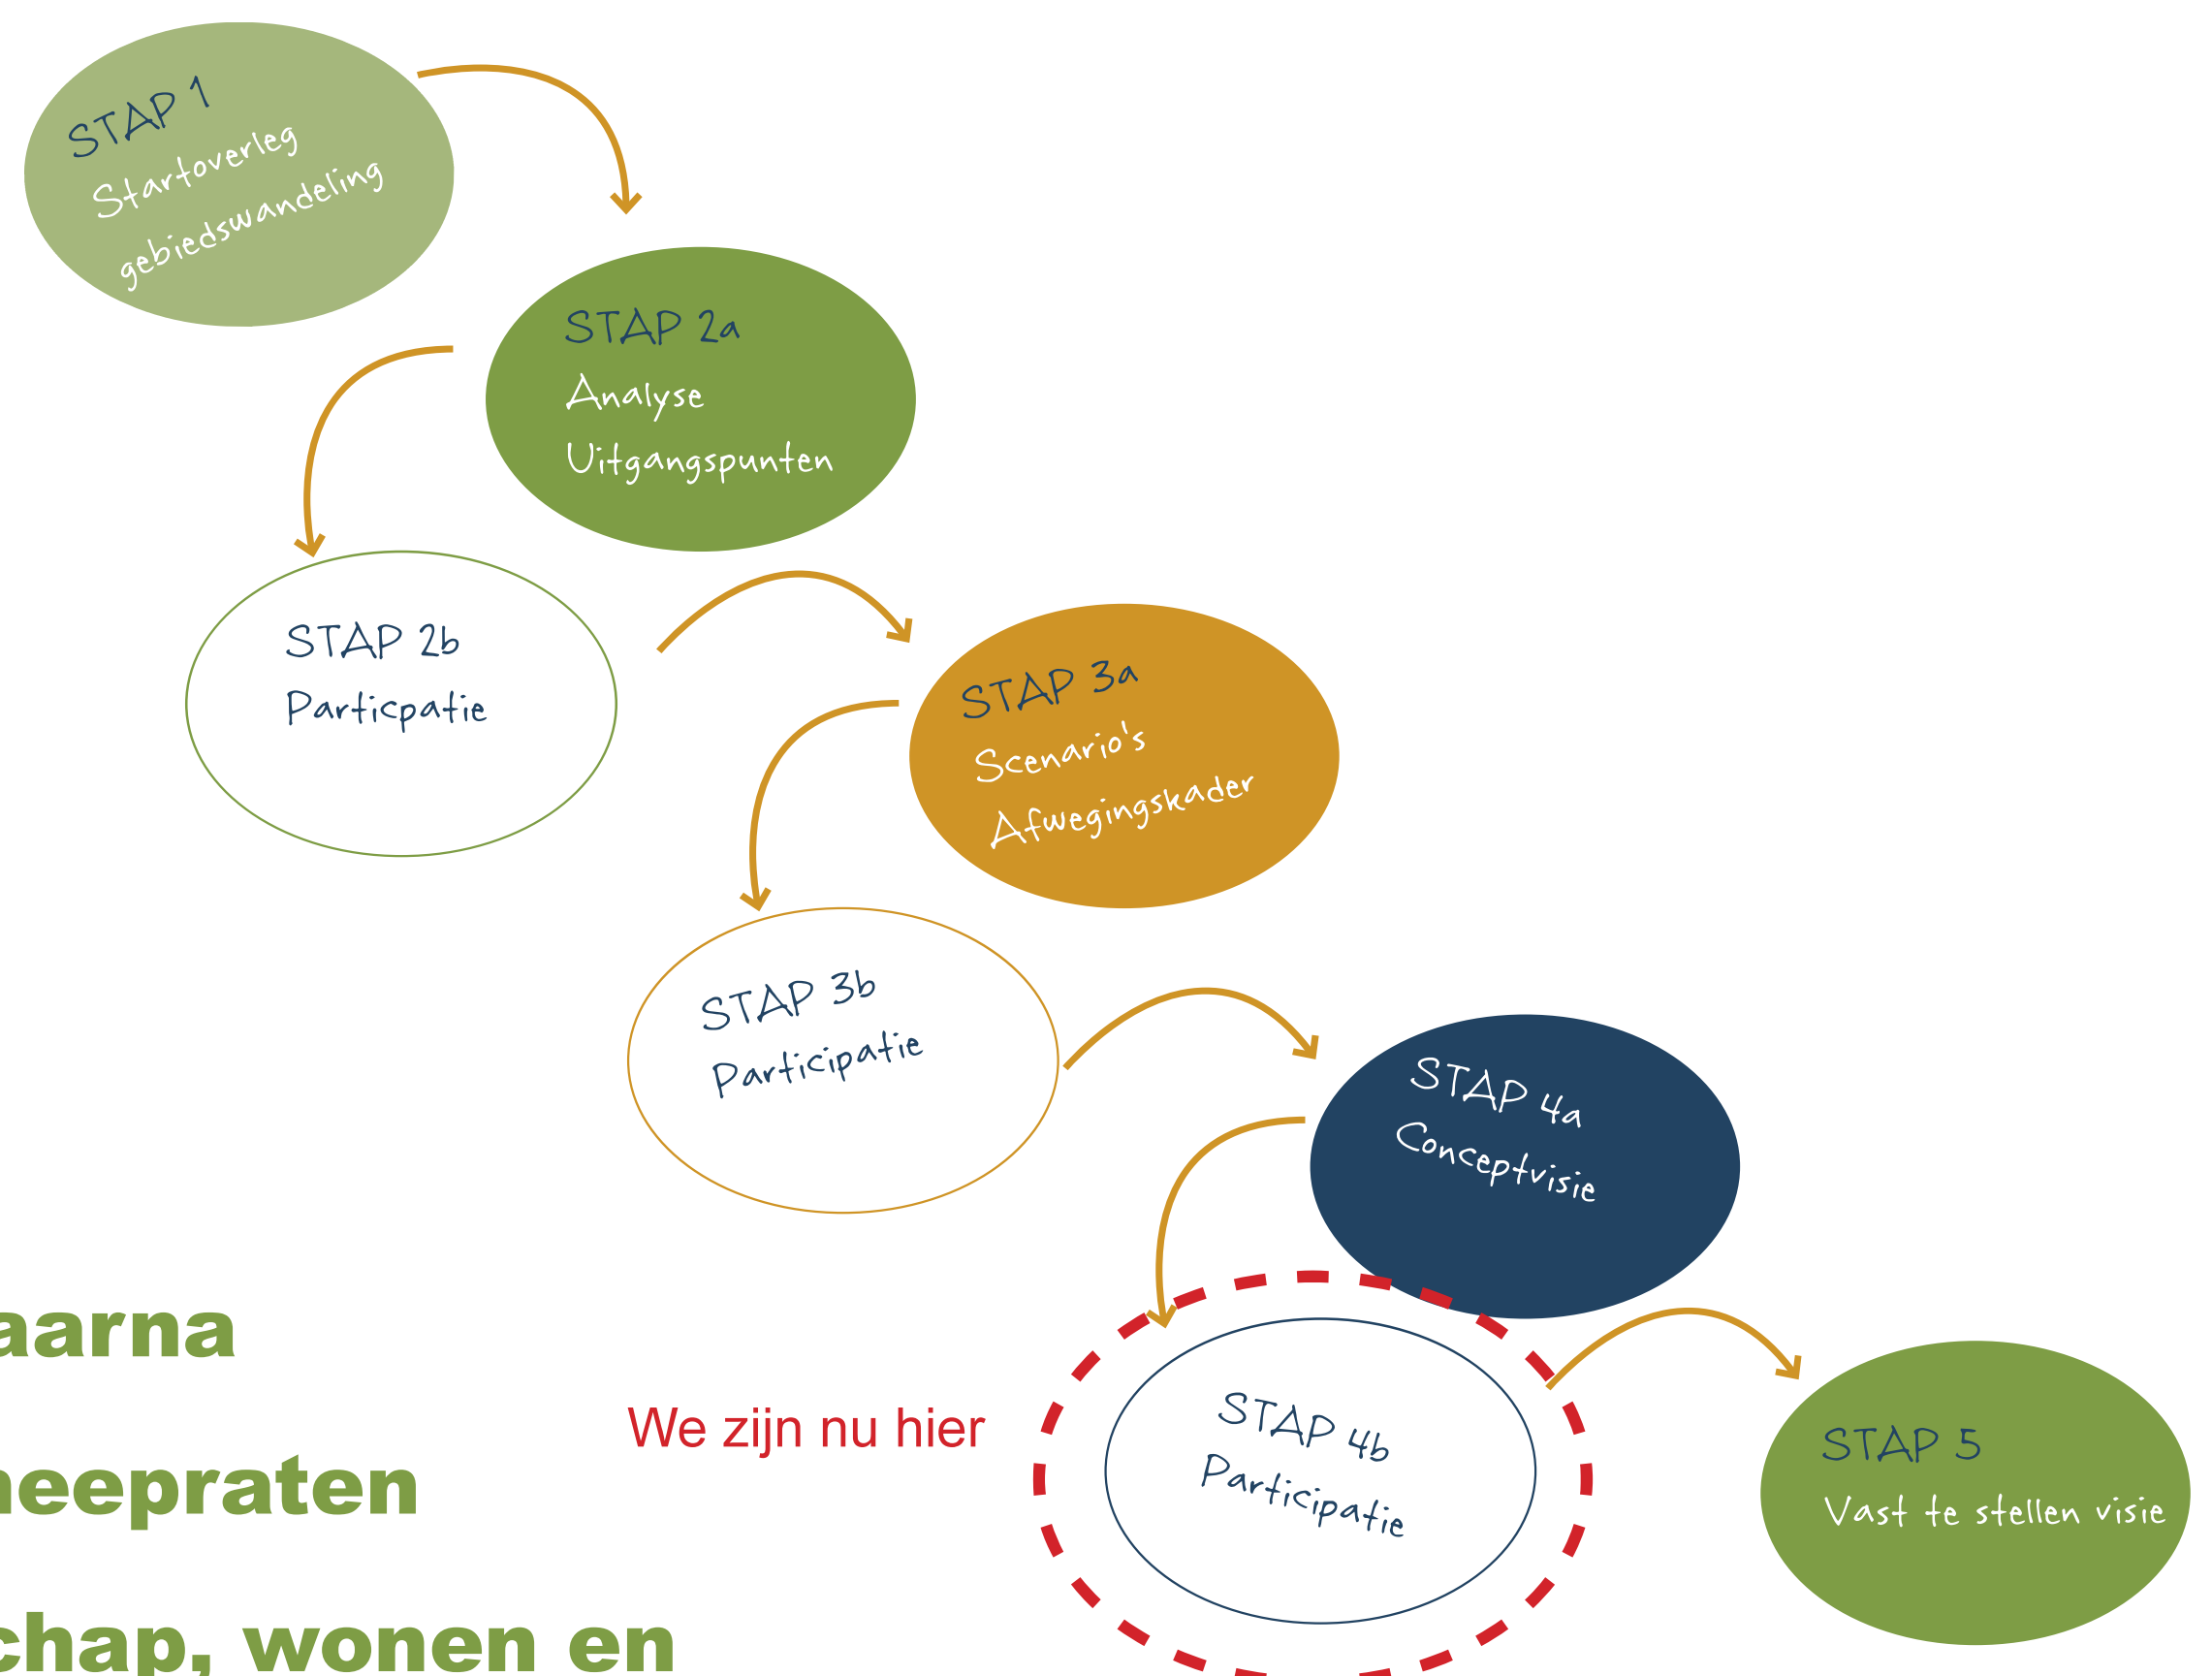 STAP 1
Startoverleg
gebiedswandeling
STAP 2a
Analyse
Uitgangspunten
STAP 2b
Particpatie
STAP 3a
Scenario's
Afwegingskader
STAP 3b
Participatie
STAP 4a
Conceptvisie
We zijn nu hier
STAP 4b
Participatie
STAP 5
Vast te stellen visie
aarna
neepraten
chap, wonen en